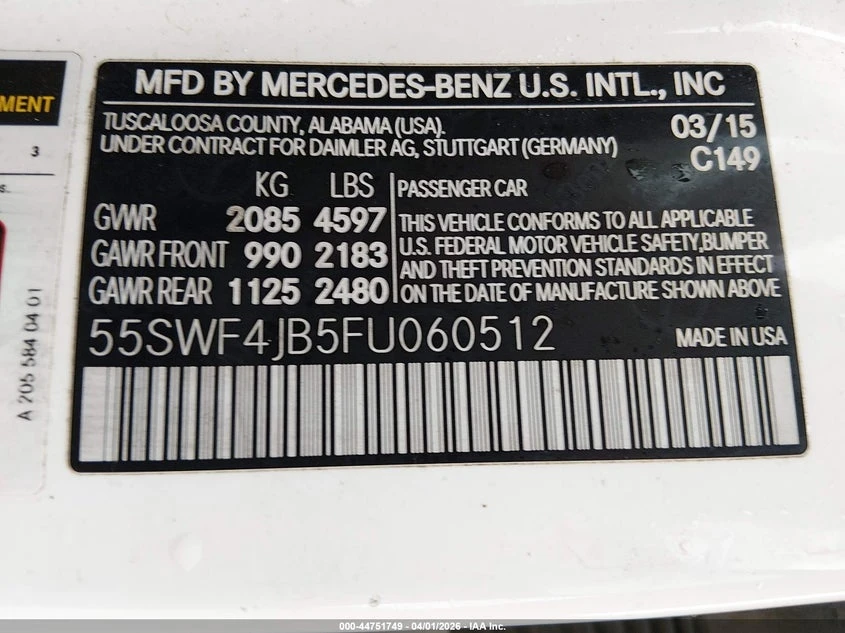 MENT
3
s.
A 205 584 04 01
MFD BY MERCEDES-BENZ U.S. INTL., INC
TUSCALOOSA COUNTY, ALABAMA (USA). 03/15
UNDER CONTRACT FOR DAIMLER AG, STUTTGART (GERMANY) C149
KG LBS PASSENGER CAR
GVWR 2085 4597 THIS VEHICLE CONFORMS TO ALL APPLICABLE
GAWR FRONT 990 2183 U.S. FEDERAL MOTOR VEHICLE SAFETY,BUMPER
AND THEFT PREVENTION STANDARDS IN EFFECT
GAWR REAR 1125 2480 ON THE DATE OF MANUFACTURE SHOWN ABOVE
55SWF4JB5FU060512 MADE IN USA
000-44751749 04/01/2026 IAA Inc.